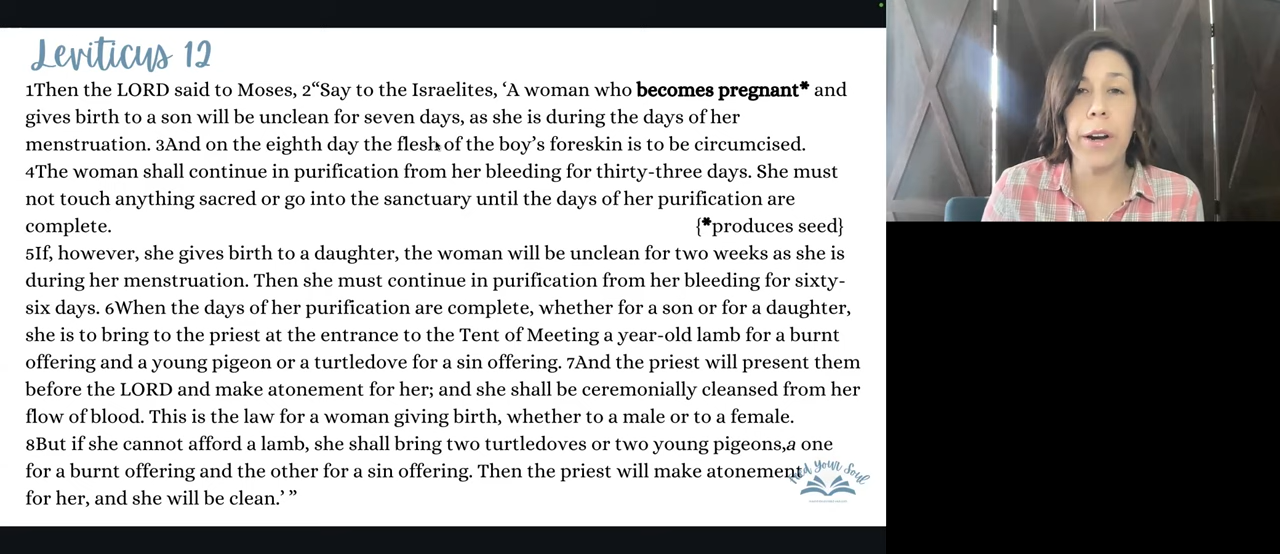 Leviticus 12
1Then the LORD said to Moses, 2“Say to the Israelites, ‘A woman who becomes pregnant* and
gives birth to a son will be unclean for seven days, as she is during the days of her
menstruation. 3And on the eighth day the flesh of the boy’s foreskin is to be circumcised.
4The woman shall continue in purification from her bleeding for thirty-three days. She must
not touch anything sacred or go into the sanctuary until the days of her purification are
complete. {*produces seed}
5If, however, she gives birth to a daughter, the woman will be unclean for two weeks as she is
during her menstruation. Then she must continue in purification from her bleeding for sixty-
six days. 6When the days of her purification are complete, whether for a son or for a daughter,
she is to bring to the priest at the entrance to the Tent of Meeting a year-old lamb for a burnt
offering and a young pigeon or a turtledove for a sin offering. 7And the priest will present them
before the LORD and make atonement for her; and she shall be ceremonially cleansed from her
flow of blood. This is the law for a woman giving birth, whether to a male or to a female.
8But if she cannot afford a lamb, she shall bring two turtledoves or two young pigeons,a one
for a burnt offering and the other for a sin offering. Then the priest will make atonement
for her, and she will be clean.’ ”
Your Soul